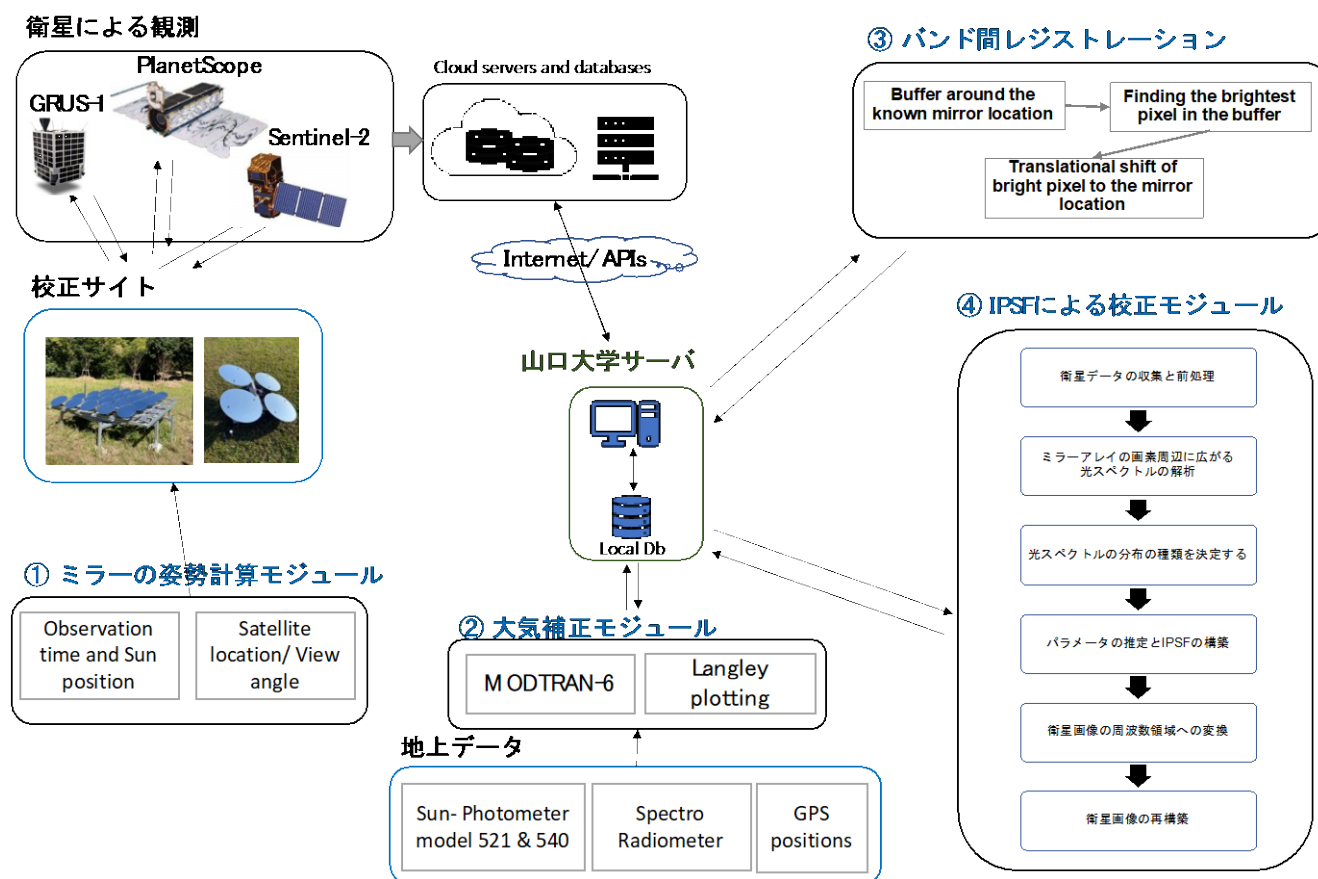 衛星による観測
PlanetScope
GRUS-1
Sentinel-2
Cloud servers and databases
③ バンド間レジストレーション
Buffer around the
known mirror location
Finding the brightest
pixel in the buffer
Translational shift of
bright pixel to the mirror
location
Internet/ APIs
校正サイト
山口大学サーバ
Local Db
④ IPSFによる校正モジュール
衛星データの収集と前処理
ミラーアレイの画素周辺に広がる
光スペクトルの解析
光スペクトルの分布の種類を決定する
パラメータの推定とIPSFの構築
衛星画像の周波数領域への変換
衛星画像の再構築
① ミラーの姿勢計算モジュール
Observation
time and Sun
position
Satellite
location/ View
angle
② 大気補正モジュール
MODTRAN-6
Langley
plotting
地上データ
Sun- Photometer
model 521 & 540
Spectro
Radiometer
GPS
positions